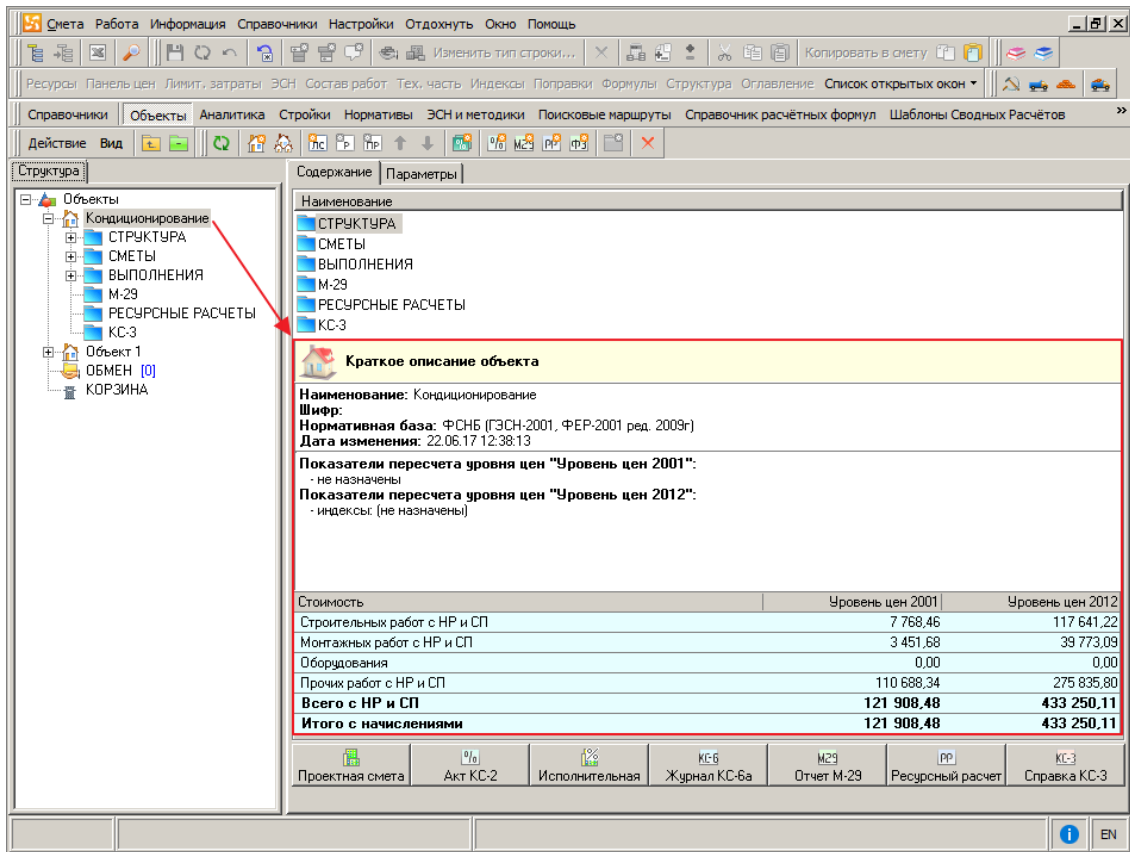 Смета Работа Информация Справочники Настройки Отдохнуть Окно Помощь
Изменить тип строки... Копировать в смету
Ресурсы Панель цен Лимит. затраты ЭСН Состав работ Тех. часть Индексы Поправки Формулы Структура Оглавление Список открытых окон
Справочники Объекты Аналитика Стройки Нормативы ЭСН и методики Поисковые маршруты Справочник расчётных формул Шаблоны Сводных Расчётов »
Действие Вид
Структура
Объекты
Кондиционирование
СТРУКТУРА
СМЕТЫ
ВЫПОЛНЕНИЯ
М-29
РЕСУРСНЫЕ РАСЧЕТЫ
КС-3
Объект 1
ОБМЕН [0]
КОРЗИНА
Содержание Параметры
Наименование
СТРУКТУРА
СМЕТЫ
ВЫПОЛНЕНИЯ
М-29
РЕСУРСНЫЕ РАСЧЕТЫ
КС-3
Краткое описание объекта
Наименование: Кондиционирование
Шифр:
Нормативная база: ФСНБ (ГЭСН-2001, ФЕР-2001 ред. 2009г)
Дата изменения: 22.06.17 12:38:13
Показатели пересчета уровня цен "Уровень цен 2001":
- не назначены
Показатели пересчета уровня цен "Уровень цен 2012":
- индексы: (не назначены)
Стоимость Уровень цен 2001 Уровень цен 2012
Строительных работ с НР и СП 7 768,46 117 641,22
Монтажных работ с НР и СП 3 451,68 39 773,09
Оборудования 0,00 0,00
Прочих работ с НР и СП 110 688,34 275 835,80
Всего с НР и СП 121 908,48 433 250,11
Итого с начислениями 121 908,48 433 250,11
% КС-6 М29 РР КС-3
Проектная смета Акт КС-2 Исполнительная Журнал КС-6а Отчет М-29 Ресурсный расчет Справка КС-3
EN